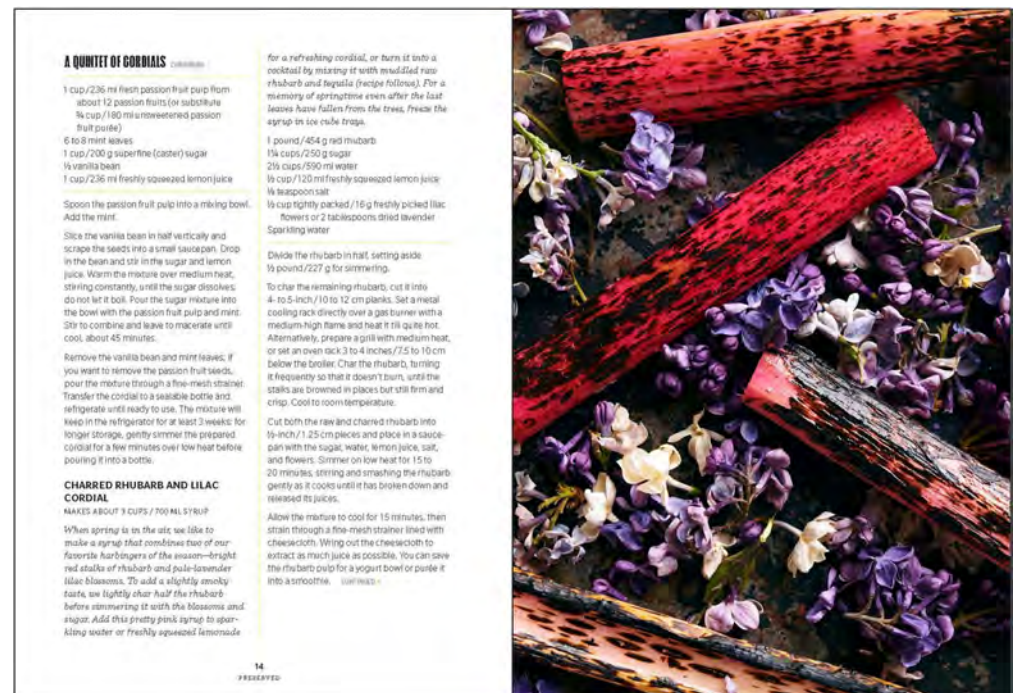 A QUINTET OF CORDIALS
1 cup/236 ml fresh passion fruit pulp from
about 12 passion fruits (or substitute
¾ cup/180 ml unsweetened passion
fruit purée)
6 to 8 mint leaves
1 cup/200 g superfine (caster) sugar
½ vanilla bean
1 cup/236 ml freshly squeezed lemon juice
Spoon the passion fruit pulp into a mixing bowl.
Add the mint.
Slice the vanilla bean in half vertically and
scrape the seeds into a small saucepan. Drop
in the bean and stir in the sugar and lemon
juice. Warm the mixture over medium heat,
stirring constantly, until the sugar dissolves;
do not let it boil. Pour the sugar mixture into
the bowl with the passion fruit pulp and mint.
Stir to combine and leave to macerate until
cool, about 45 minutes.
Remove the vanilla bean and mint leaves; if
you want to remove the passion fruit seeds,
pour the mixture through a fine-mesh strainer.
Transfer the cordial to a sealable bottle and
refrigerate until ready to use. The mixture will
keep in the refrigerator for at least 3 weeks; for
longer storage, gently simmer the prepared
cordial for a few minutes over low heat before
pouring it into a bottle.
CHARRED RHUBARB AND LILAC
CORDIAL
MAKES ABOUT 3 CUPS / 700 ML SYRUP
When spring is in the air, we like to
make a syrup that combines two of our
favorite harbingers of the season—bright
red stalks of rhubarb and pale-lavender
lilac blossoms. To add a slightly smoky
taste, we lightly char half the rhubarb
before simmering it with the blossoms and
sugar. Add this pretty pink syrup to spar-
kling water or freshly squeezed lemonade
for a refreshing cordial, or turn it into a
cocktail by mixing it with muddled raw
rhubarb and tequila (recipe follows). For a
memory of springtime even after the last
leaves have fallen from the trees, freeze the
syrup in ice cube trays.
1 pound/454 g red rhubarb
1¼ cups/250 g sugar
2½ cups/590 ml water
½ cup/120 ml freshly squeezed lemon juice
⅛ teaspoon salt
½ cup tightly packed/16 g freshly picked lilac
flowers or 2 tablespoons dried lavender
Sparkling water
Divide the rhubarb in half, setting aside
½ pound/227 g for simmering.
To char the remaining rhubarb, cut it into
4- to 5-inch/10 to 12 cm planks. Set a metal
cooling rack directly over a gas burner with a
medium-high flame and heat it till quite hot.
Alternatively, prepare a grill with medium heat,
or set an oven rack 3 to 4 inches/7.5 to 10 cm
below the broiler. Char the rhubarb, turning
it frequently so that it doesn't burn, until the
stalks are browned in places but still firm and
crisp. Cool to room temperature.
Cut both the raw and charred rhubarb into
½-inch/1.25 cm pieces and place in a sauce-
pan with the sugar, water, lemon juice, salt,
and flowers. Simmer on low heat for 15 to
20 minutes, stirring and smashing the rhubarb
gently as it cooks until it has broken down and
released its juices.
Allow the mixture to cool for 15 minutes, then
strain through a fine-mesh strainer lined with
cheesecloth. Wring out the cheesecloth to
extract as much juice as possible. You can save
the rhubarb pulp for a yogurt bowl or purée it
into a smoothie.
14
PRESERVED